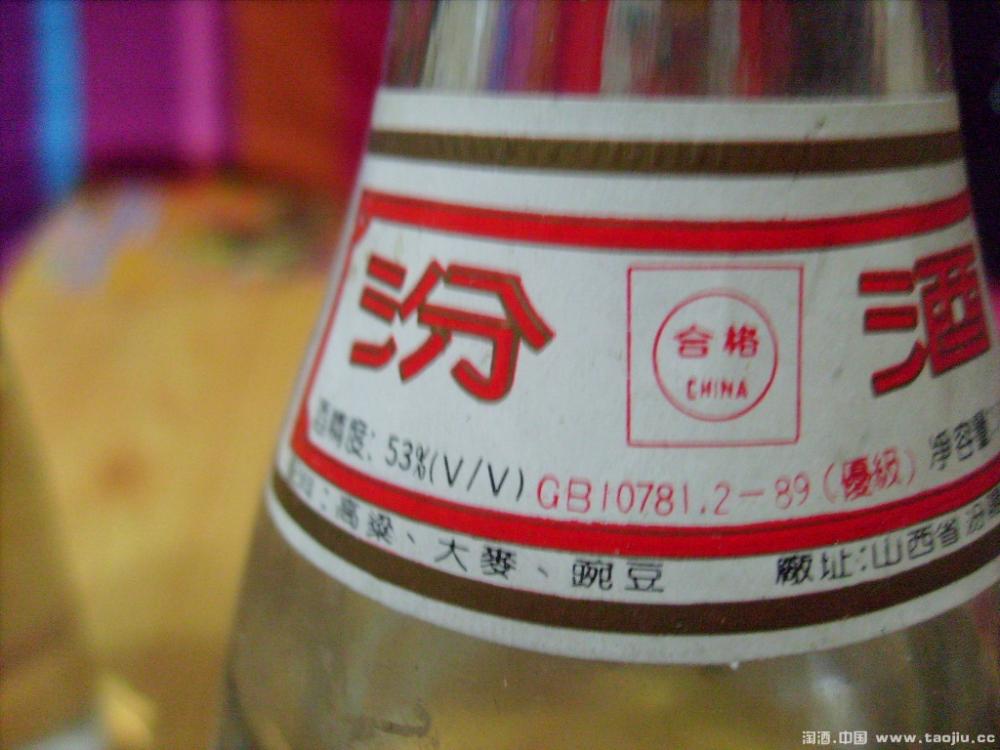 汾 酒
合格
CHINA
酒精度: 53%(V/V) GB10781.2-89(優級) 淨容量
:高粱、大麥、豌豆 廠址:山西省汾
淘酒.中国 www.taojiu.cc